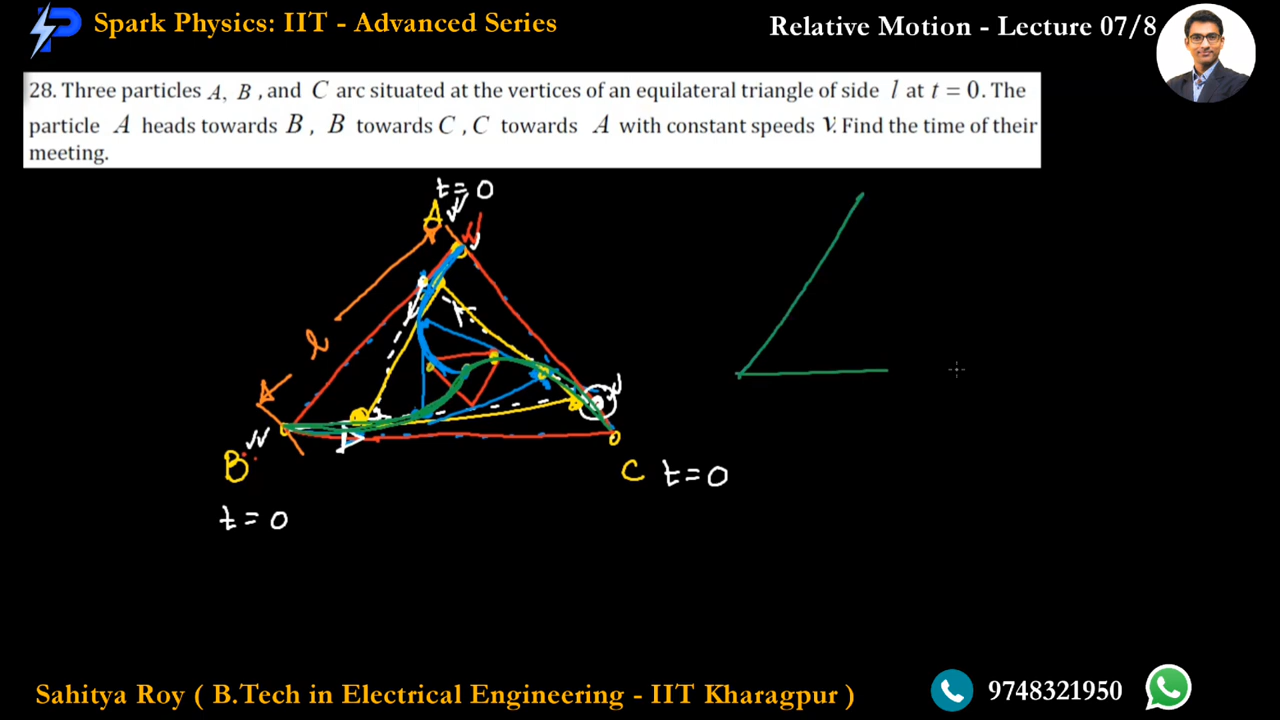 Spark Physics: IIT - Advanced Series
Relative Motion - Lecture 07/8
28. Three particles A, B ,and C arc situated at the vertices of an equilateral triangle of side l at t = 0. The
particle A heads towards B , B towards C , C towards A with constant speeds V. Find the time of their
meeting.
t = 0
A
l
B
C t = 0
t = 0
Sahitya Roy ( B.Tech in Electrical Engineering - IIT Kharagpur )
9748321950